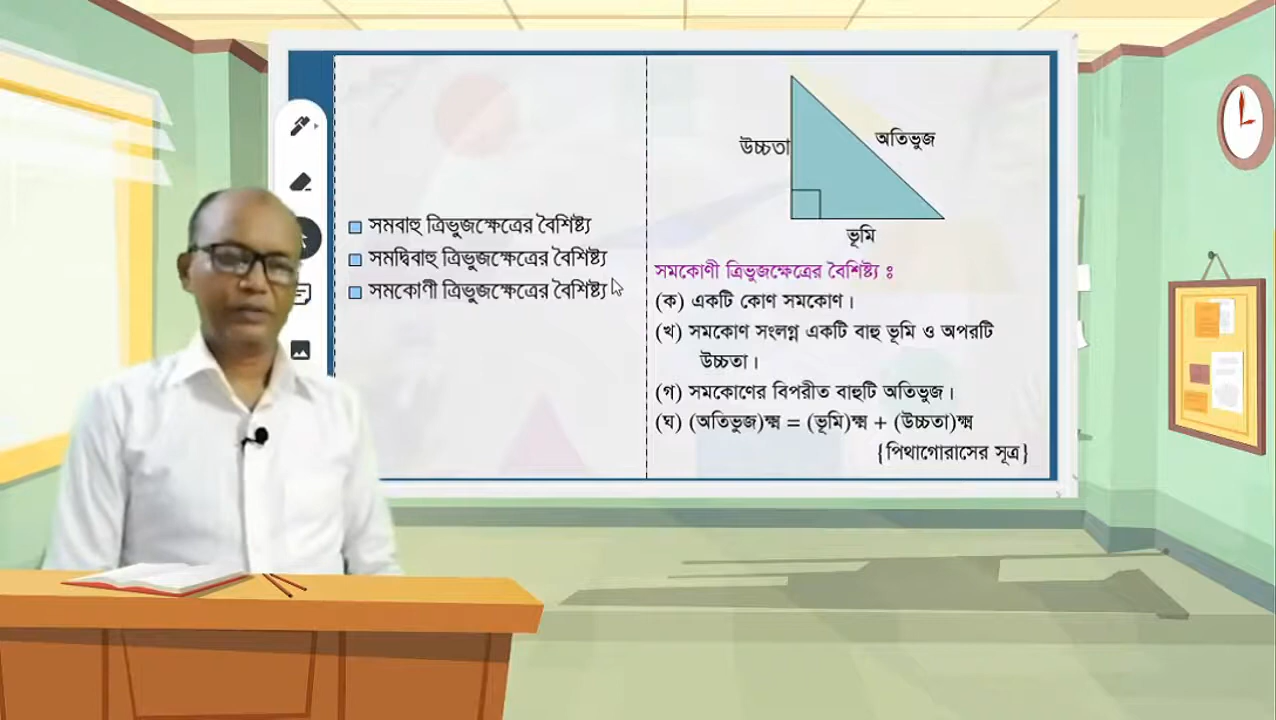 সমবাহু ত্রিভুজক্ষেত্রের বৈশিষ্ট্য
সমদ্বিবাহু ত্রিভুজক্ষেত্রের বৈশিষ্ট্য
সমকোণী ত্রিভুজক্ষেত্রের বৈশিষ্ট্য
উচ্চতা
অতিভুজ
ভূমি
সমকোণী ত্রিভুজক্ষেত্রের বৈশিষ্ট্য ঃ
(ক) একটি কোণ সমকোণ।
(খ) সমকোণ সংলগ্ন একটি বাহু ভূমি ও অপরটি
উচ্চতা।
(গ) সমকোণের বিপরীত বাহুটি অতিভুজ।
(ঘ) (অতিভুজ)ক্ষ্ম = (ভূমি)ক্ষ্ম + (উচ্চতা)ক্ষ্ম
{পিথাগোরাসের সূত্র}